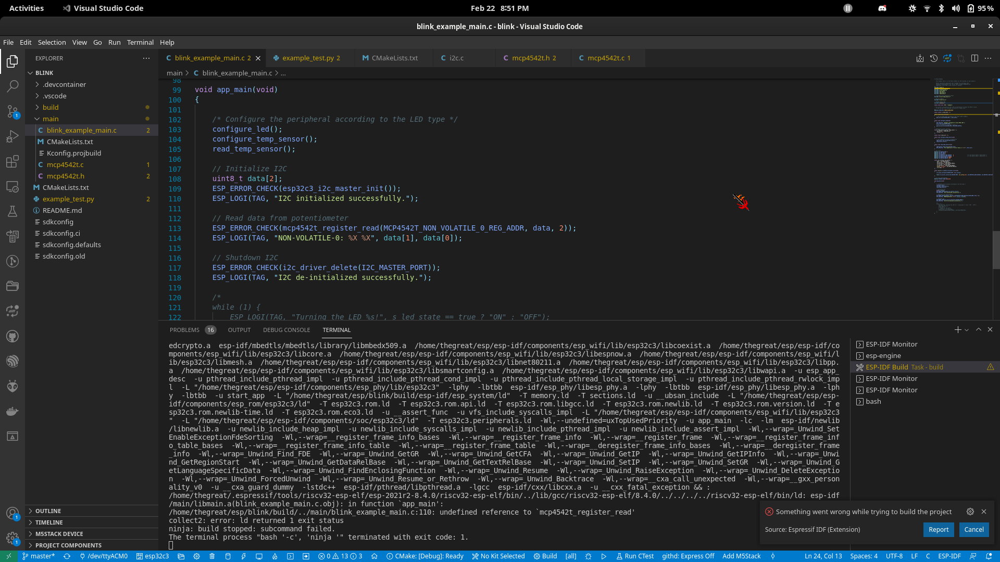 Activities
Visual Studio Code
Feb 22 8:51 PM
95%
blink_example_main.c - blink - Visual Studio Code
File Edit Selection View Go Run Terminal Help
EXPLORER
BLINK
.devcontainer
.vscode
build
main
blink_example_main.c 2
CMakeLists.txt
Kconfig.projbuild
mcp4542t.c 1
mcp4542t.h 2
CMakeLists.txt
example_test.py 2
README.md
sdkconfig
sdkconfig.ci
sdkconfig.defaults
sdkconfig.old
OUTLINE
TIMELINE
M5STACK DEVICE
PROJECT COMPONENTS
blink_example_main.c 2
example_test.py 2
CMakeLists.txt
i2c.c
mcp4542t.h 2
mcp4542t.c 1
main > blink_example_main.c > ...
98
99 void app_main(void)
100 {
101
102 /* Configure the peripheral according to the LED type */
103 configure_led();
104 configure_temp_sensor();
105 read_temp_sensor();
106
107 // Initialize I2C
108 uint8_t data[2];
109 ESP_ERROR_CHECK(esp32c3_i2c_master_init());
110 ESP_LOGI(TAG, "I2C initialized successfully.");
111
112 // Read data from potentiometer
113 ESP_ERROR_CHECK(mcp4542t_register_read(MCP4542T_NON_VOLATILE_0_REG_ADDR, data, 2));
114 ESP_LOGI(TAG, "NON-VOLATILE-0: %X %X", data[1], data[0]);
115
116 // Shutdown I2C
117 ESP_ERROR_CHECK(i2c_driver_delete(I2C_MASTER_PORT));
118 ESP_LOGI(TAG, "I2C de-initialized successfully.");
119
120 /*
121 while (1) {
122 ESP_LOGI(TAG, "Turning the LED %s!", s_led_state == true ? "ON" : "OFF");
PROBLEMS 16 OUTPUT DEBUG CONSOLE TERMINAL
edcrypto.a  esp-idf/mbedtls/mbedtls/library/libmbedx509.a  /home/thegreat/esp/esp-idf/components/esp_wifi/lib/esp32c3/libcoexist.a  /home/thegreat/esp/esp-idf/co
mponents/esp_wifi/lib/esp32c3/libcore.a  /home/thegreat/esp/esp-idf/components/esp_wifi/lib/esp32c3/libespnow.a  /home/thegreat/esp/esp-idf/components/esp_wifi/l
ib/esp32c3/libmesh.a  /home/thegreat/esp/esp-idf/components/esp_wifi/lib/esp32c3/libnet80211.a  /home/thegreat/esp/esp-idf/components/esp_wifi/lib/esp32c3/libpp.
a  /home/thegreat/esp/esp-idf/components/esp_wifi/lib/esp32c3/libsmartconfig.a  /home/thegreat/esp/esp-idf/components/esp_wifi/lib/esp32c3/libwapi.a  -u esp_app_
desc  -u pthread_include_pthread_impl  -u pthread_include_pthread_cond_impl  -u pthread_include_pthread_local_storage_impl  -u pthread_include_pthread_rwlock_imp
l  -L "/home/thegreat/esp/esp-idf/components/esp_phy/lib/esp32c3"  -lphy  -lbtbb  esp-idf/esp_phy/libesp_phy.a  -lphy  -lbtbb  esp-idf/esp_phy/libesp_phy.a  -lph
y  -lbtbb  -u start_app  -L "/home/thegreat/esp/blink/build/esp-idf/esp_system/ld"  -T memory.ld  -T sections.ld  -u __ubsan_include  -L "/home/thegreat/esp/esp-
idf/components/esp_rom/esp32c3/ld"  -T esp32c3.rom.ld  -T esp32c3.rom.api.ld  -T esp32c3.rom.libgcc.ld  -T esp32c3.rom.newlib.ld  -T esp32c3.rom.version.ld  -T e
sp32c3.rom.newlib-time.ld  -T esp32c3.rom.eco3.ld  -u __assert_func  -u vfs_include_syscalls_impl  -L "/home/thegreat/esp/esp-idf/components/esp_wifi/lib/esp32c3
"  -L "/home/thegreat/esp/esp-idf/components/soc/esp32c3/ld"  -T esp32c3.peripherals.ld  -Wl,--undefined=uxTopUsedPriority  -u app_main  -lc  -lm  esp-idf/newlib
/libnewlib.a  -u newlib_include_heap_impl  -u newlib_include_syscalls_impl  -u newlib_include_pthread_impl  -u newlib_include_assert_impl  -Wl,--wrap=_Unwind_Set
EnableExceptionFdeSorting  -Wl,--wrap=__register_frame_info_bases  -Wl,--wrap=__register_frame_info  -Wl,--wrap=__register_frame  -Wl,--wrap=__register_frame_inf
o_table_bases  -Wl,--wrap=__register_frame_info_table  -Wl,--wrap=__register_frame_table  -Wl,--wrap=__deregister_frame_info_bases  -Wl,--wrap=__deregister_frame
_info  -Wl,--wrap=_Unwind_Find_FDE  -Wl,--wrap=_Unwind_GetGR  -Wl,--wrap=_Unwind_GetCFA  -Wl,--wrap=_Unwind_GetIP  -Wl,--wrap=_Unwind_GetIPInfo  -Wl,--wrap=_Unwi
nd_GetRegionStart  -Wl,--wrap=_Unwind_GetDataRelBase  -Wl,--wrap=_Unwind_GetTextRelBase  -Wl,--wrap=_Unwind_SetIP  -Wl,--wrap=_Unwind_SetGR  -Wl,--wrap=_Unwind_G
etLanguageSpecificData  -Wl,--wrap=_Unwind_FindEnclosingFunction  -Wl,--wrap=_Unwind_Resume  -Wl,--wrap=_Unwind_RaiseException  -Wl,--wrap=_Unwind_DeleteExceptio
n  -Wl,--wrap=_Unwind_ForcedUnwind  -Wl,--wrap=_Unwind_Resume_or_Rethrow  -Wl,--wrap=_Unwind_Backtrace  -Wl,--wrap=__cxa_call_unexpected  -Wl,--wrap=__gxx_person
ality_v0  -u __cxa_guard_dummy  -lstdc++  esp-idf/pthread/libpthread.a  -lgcc  esp-idf/cxx/libcxx.a  -u __cxx_fatal_exception && :
/home/thegreat/.espressif/tools/riscv32-esp-elf/esp-2021r2-8.4.0/riscv32-esp-elf/bin/../lib/gcc/riscv32-esp-elf/8.4.0/../../../../riscv32-esp-elf/bin/ld: esp-idf
/main/libmain.a(blink_example_main.c.obj): in function `app_main':
/home/thegreat/esp/blink/build/../main/blink_example_main.c:110: undefined reference to `mcp4542t_register_read'
collect2: error: ld returned 1 exit status
ninja: build stopped: subcommand failed.
The terminal process "bash '-c', 'ninja '" terminated with exit code: 1.
ESP-IDF Monitor
esp-engine
ESP-IDF Build Task - build
ESP-IDF Monitor
ESP-IDF Monitor
bash
Something went wrong while trying to build the project
Source: Espressif IDF (Extension)
Report
Cancel
1
1
1
master* /dev/ttyACM0 esp32c3 0 13 3 CMake: [Debug]: Ready No Kit Selected Build [all] Run CTest githd: Express Off Add M5Stack Ln 24, Col 13 Spaces: 4 UTF-8 LF C ESP-IDF